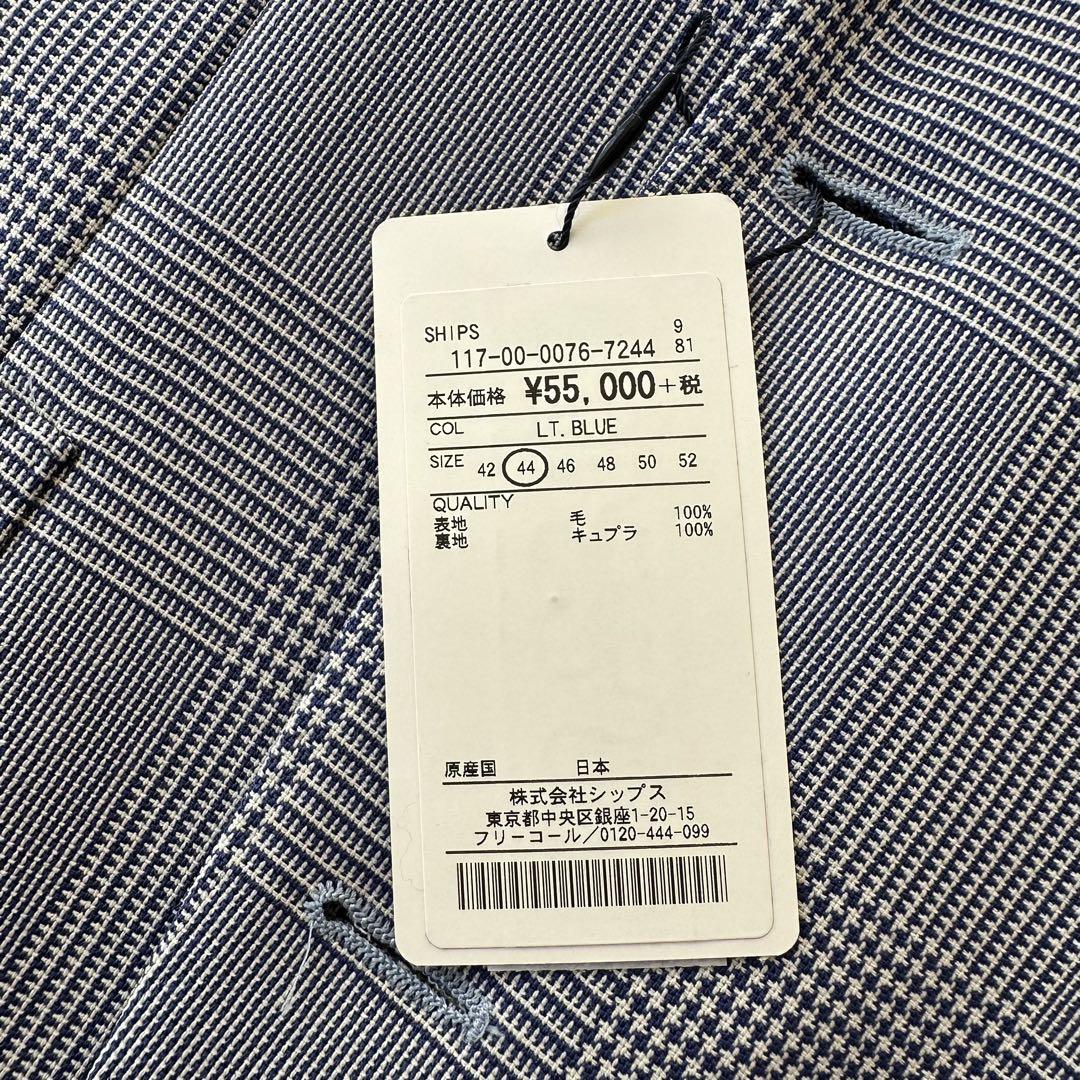 SHIPS 9
117-00-0076-7244 81
本体価格 ¥55,000+税
COL LT.BLUE
SIZE 42 44 46 48 50 52
QUALITY
表地 毛 100%
裏地 キュプラ 100%
原産国 日本
株式会社シップス
東京都中央区銀座1-20-15
フリーコール/0120-444-099